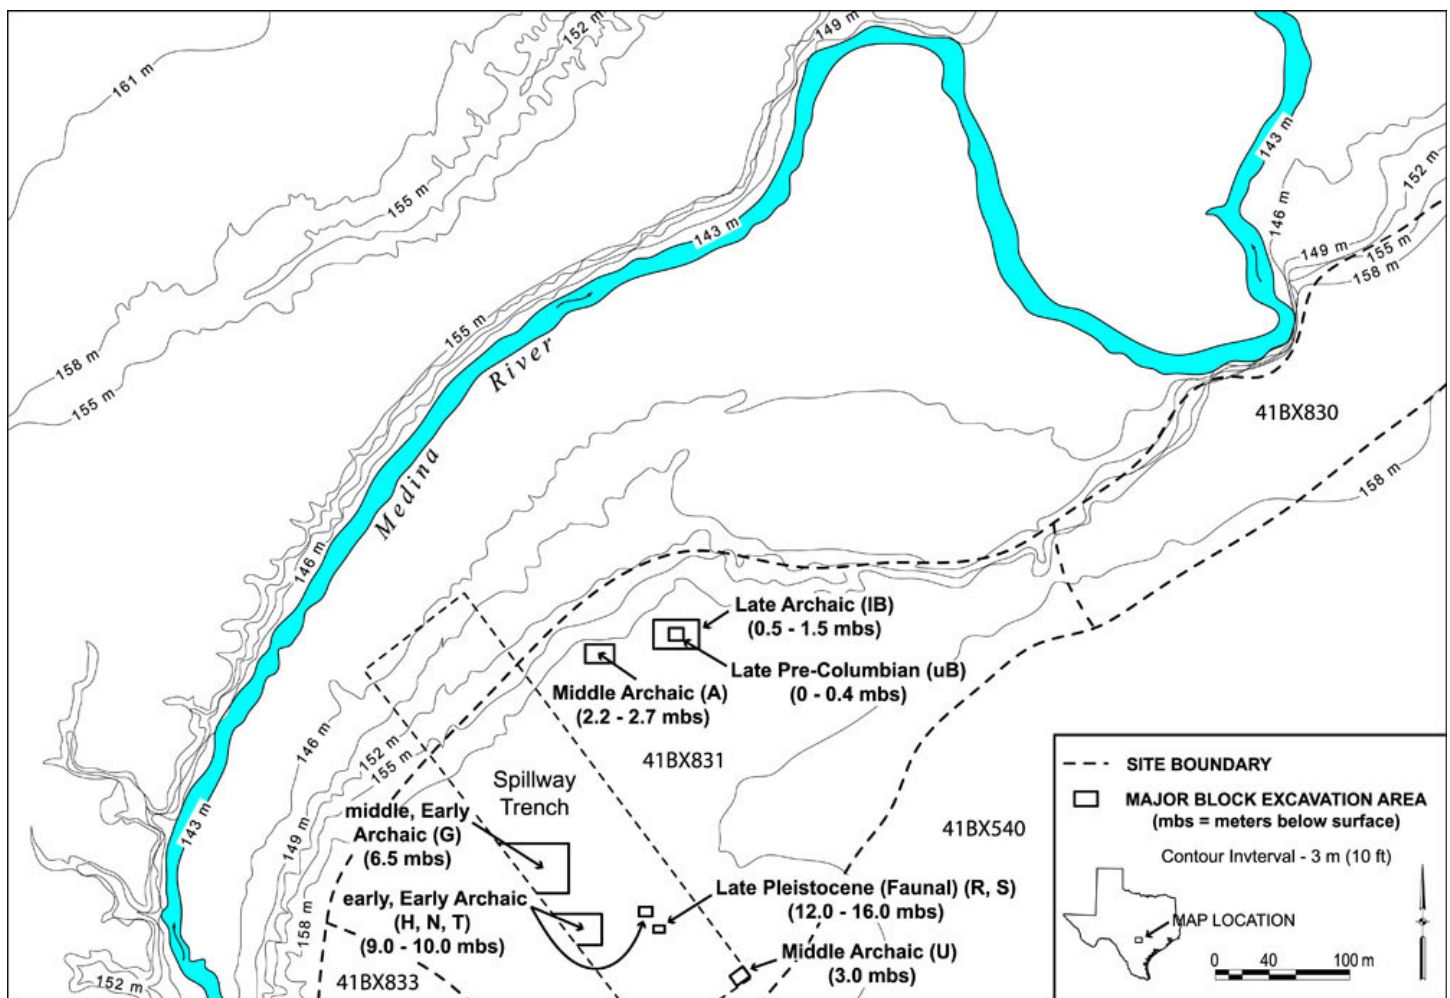 161 m
152 m
149 m
155 m
143 m
143 m
152 m
146 m
149 m
155 m
158 m
155 m
158 m
155 m
River
Medina
146 m
41BX830
158 m
Late Archaic (lB)
(0.5 - 1.5 mbs)
Late Pre-Columbian (uB)
(0 - 0.4 mbs)
Middle Archaic (A)
(2.2 - 2.7 mbs)
146 m
152 m
155 m
41BX831
Spillway
Trench
143 m
149 m
middle, Early
Archaic (G)
(6.5 mbs)
41BX540
early, Early Archaic
(H, N, T)
(9.0 - 10.0 mbs)
158 m
Late Pleistocene (Faunal) (R, S)
(12.0 - 16.0 mbs)
Middle Archaic (U)
(3.0 mbs)
152 m
41BX833
SITE BOUNDARY
MAJOR BLOCK EXCAVATION AREA
(mbs = meters below surface)
Contour Invterval - 3 m (10 ft)
MAP LOCATION
0 40 100 m